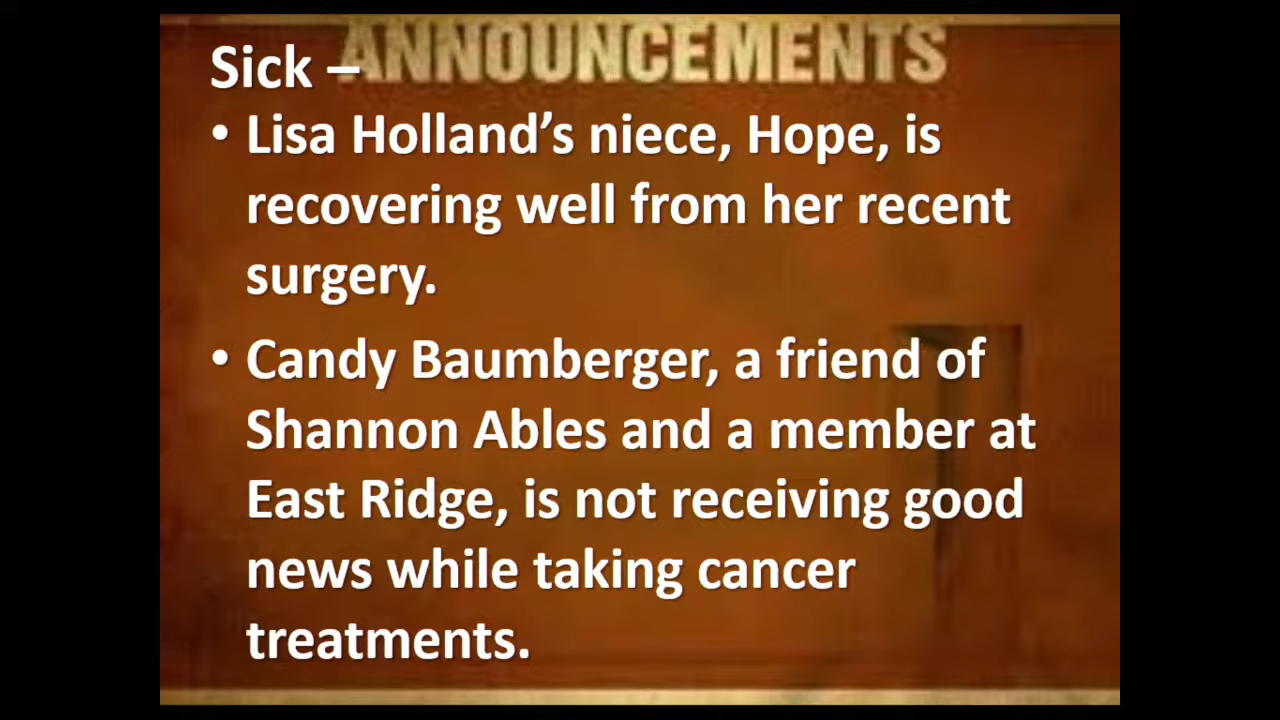 ANNOUNCEMENTS
Sick –
• Lisa Holland’s niece, Hope, is
recovering well from her recent
surgery.
• Candy Baumberger, a friend of
Shannon Ables and a member at
East Ridge, is not receiving good
news while taking cancer
treatments.